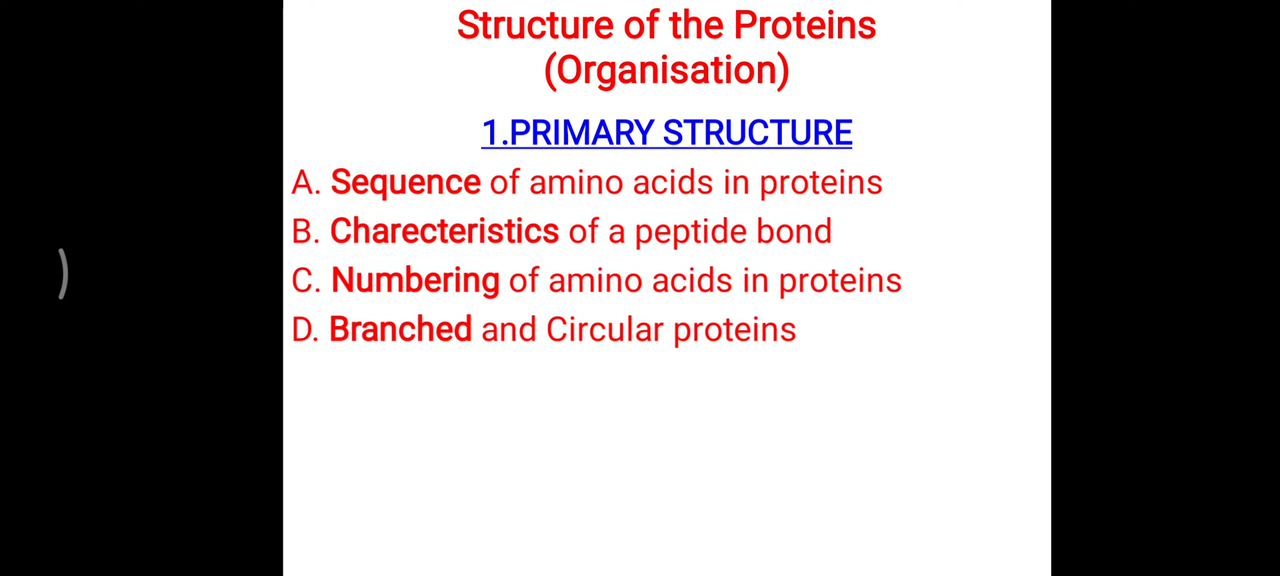 Structure of the Proteins
(Organisation)
1.PRIMARY STRUCTURE
A. Sequence of amino acids in proteins
B. Charecteristics of a peptide bond
C. Numbering of amino acids in proteins
D. Branched and Circular proteins